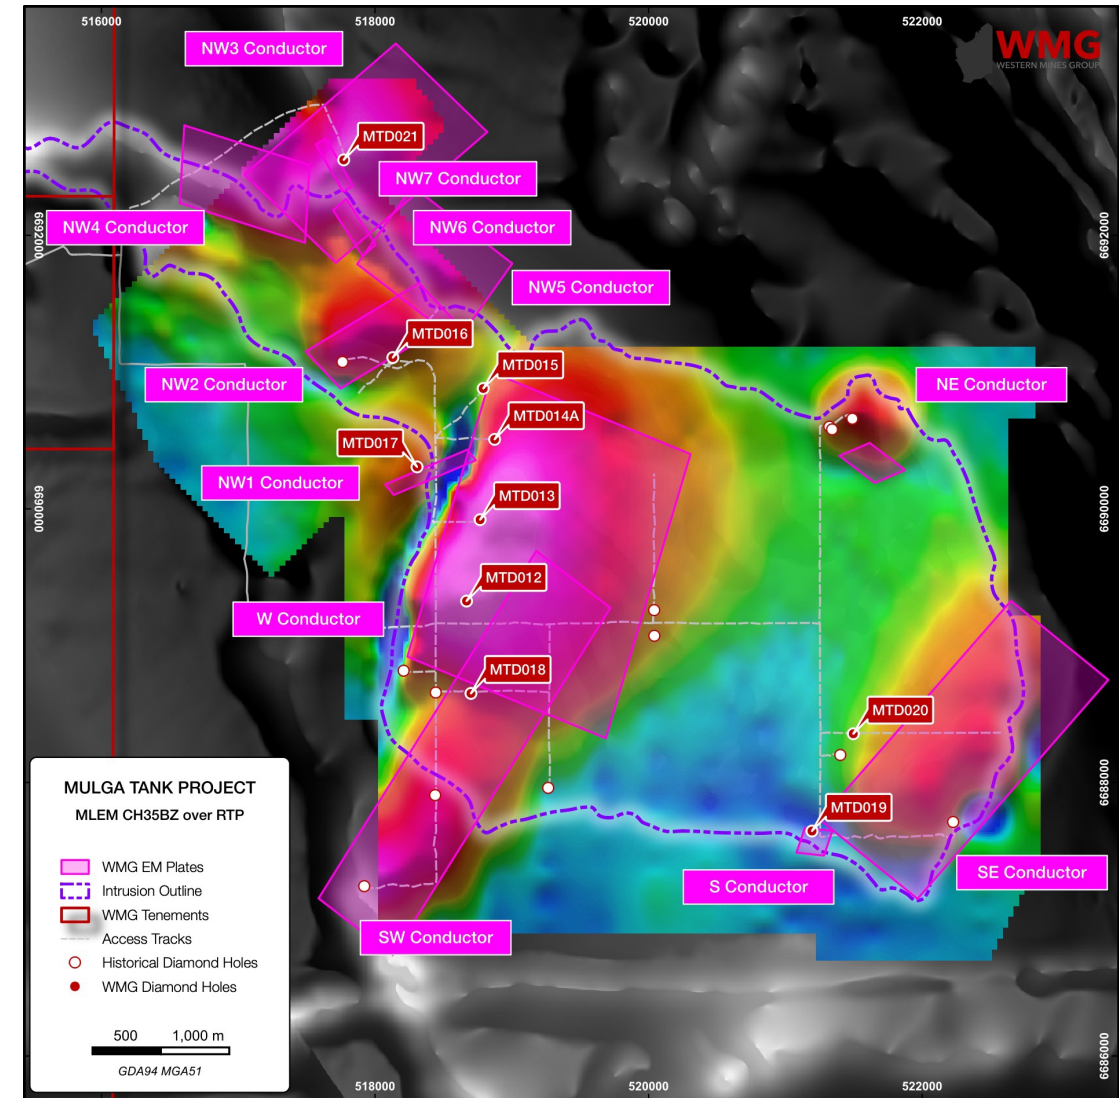 516000
518000
520000
522000
WMG
WESTERN MINES GROUP
NW3 Conductor
MTD021
NW7 Conductor
NW4 Conductor
NW6 Conductor
6692000
6692000
NW5 Conductor
MTD016
MTD015
NW2 Conductor
NE Conductor
MTD014A
MTD017
NW1 Conductor
MTD013
6690000
6690000
MTD012
W Conductor
MTD018
MTD020
6688000
MTD019
SE Conductor
S Conductor
SW Conductor
MULGA TANK PROJECT
MLEM CH35BZ over RTP
WMG EM Plates
Intrusion Outline
WMG Tenements
Access Tracks
Historical Diamond Holes
WMG Diamond Holes
500 1,000 m
GDA94 MGA51
6686000
518000
520000
522000